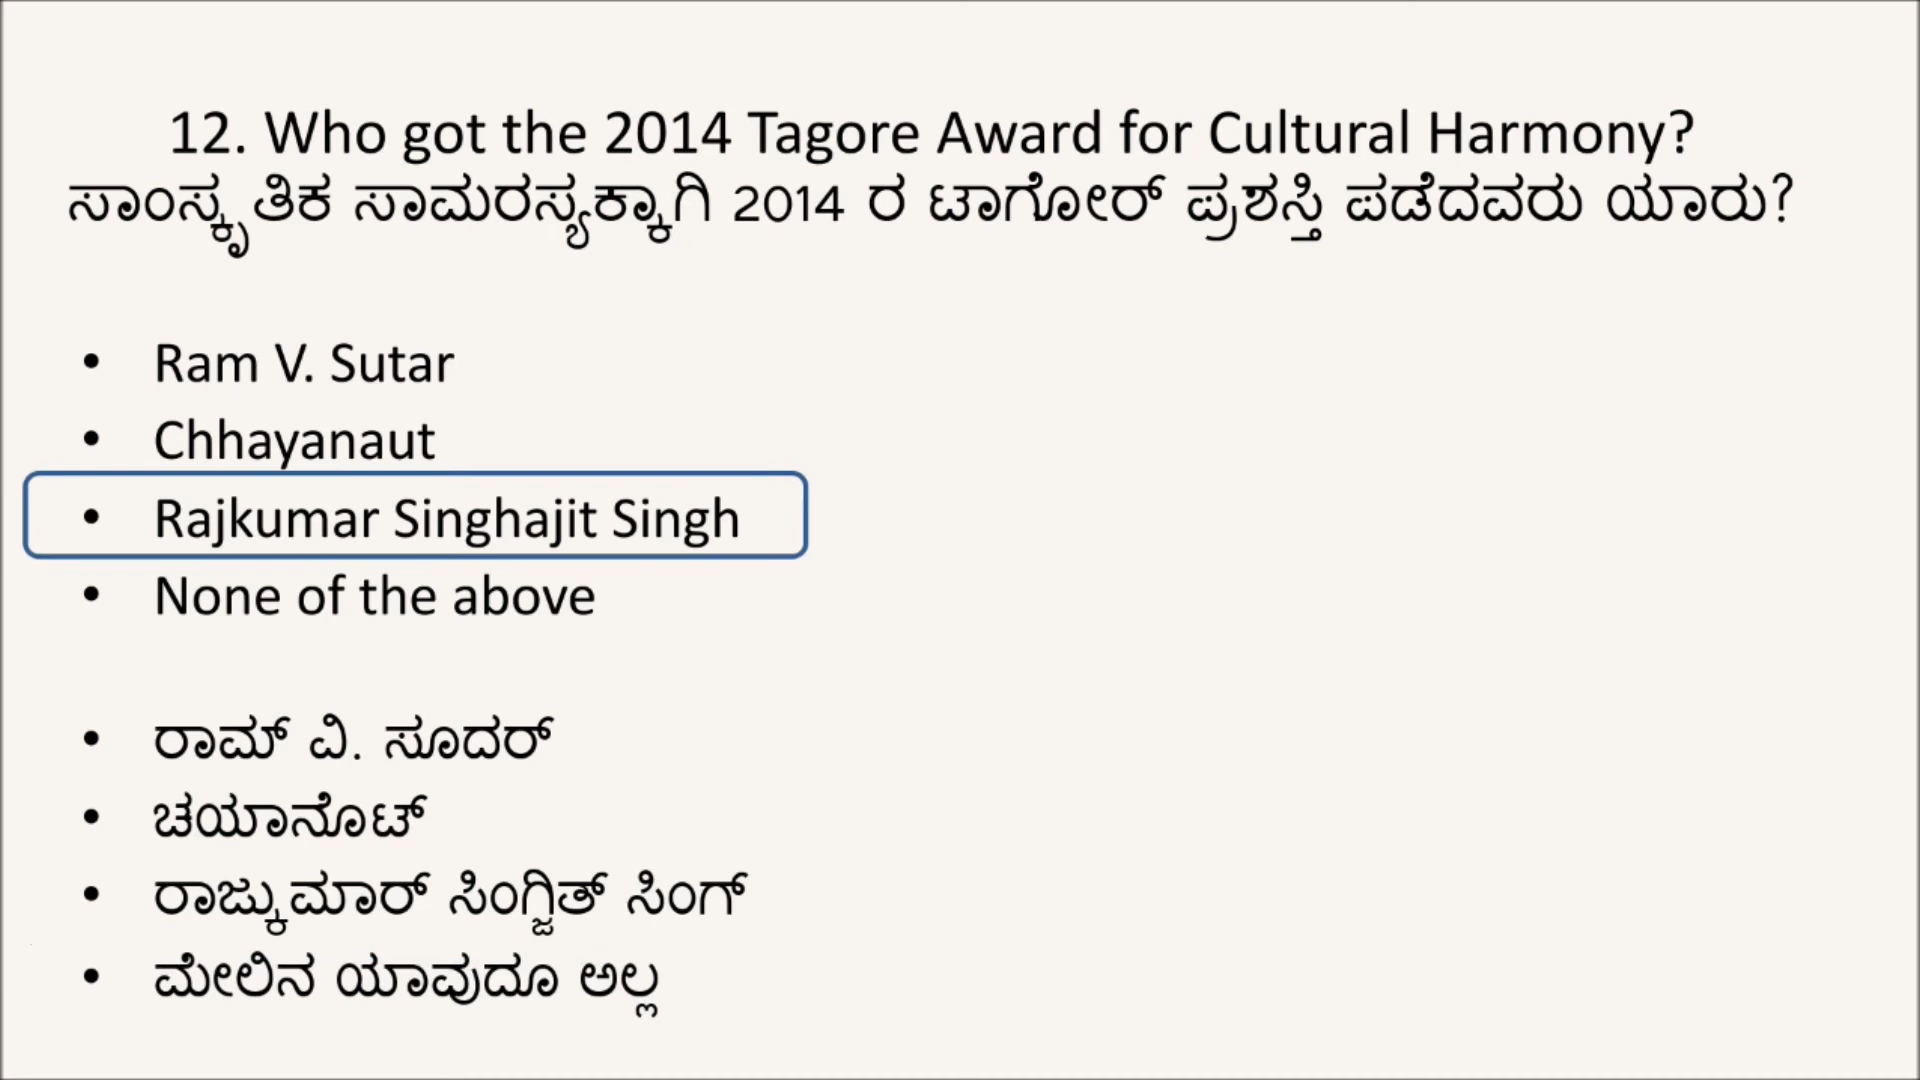 12. Who got the 2014 Tagore Award for Cultural Harmony?
ಸಾಂಸ್ಕೃತಿಕ ಸಾಮರಸ್ಯಕ್ಕಾಗಿ 2014 ರ ಟಾಗೋರ್ ಪ್ರಶಸ್ತಿ ಪಡೆದವರು ಯಾರು?
• Ram V. Sutar
• Chhayanaut
• Rajkumar Singhajit Singh
• None of the above
• ರಾಮ್ ವಿ. ಸೂದರ್
• ಚಯಾನೊಟ್
• ರಾಜ್ಕುಮಾರ್ ಸಿಂಗ್ಜಿತ್ ಸಿಂಗ್
• ಮೇಲಿನ ಯಾವುದೂ ಅಲ್ಲ